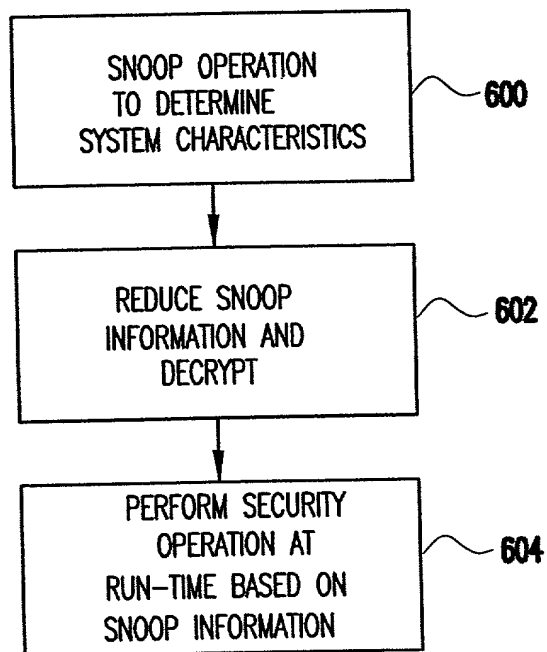 SNOOP OPERATION
TO DETERMINE
SYSTEM CHARACTERISTICS
600
REDUCE SNOOP
INFORMATION AND
DECRYPT
602
PERFORM SECURITY
OPERATION AT
RUN-TIME BASED ON
SNOOP INFORMATION
604